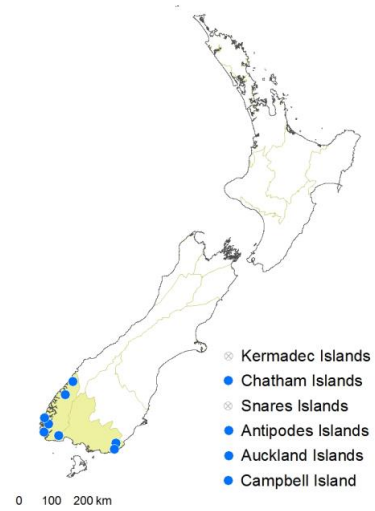 Kermadec Islands
Chatham Islands
Snares Islands
Antipodes Islands
Auckland Islands
Campbell Island
0 100 200 km